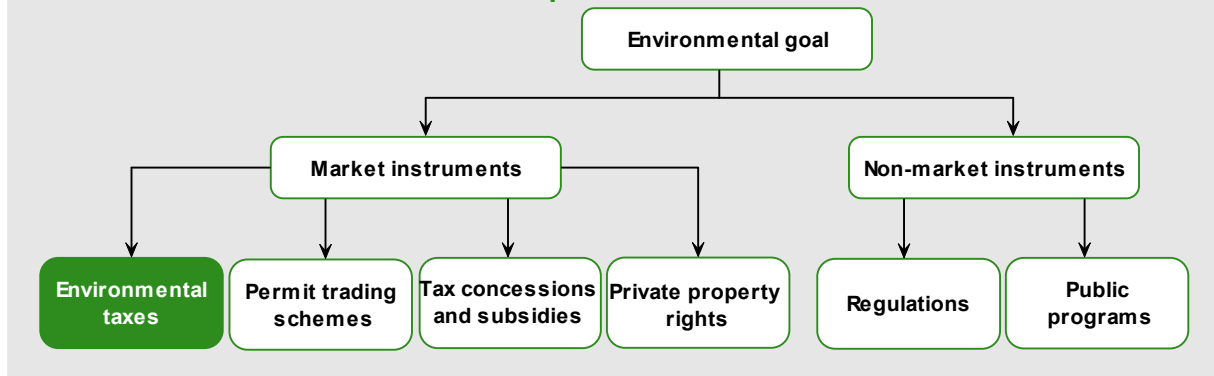 Environmental goal
Market instruments
Non-market instruments
Environmental
taxes
Permit trading
schemes
Tax concessions
and subsidies
Private property
rights
Regulations
Public
programs